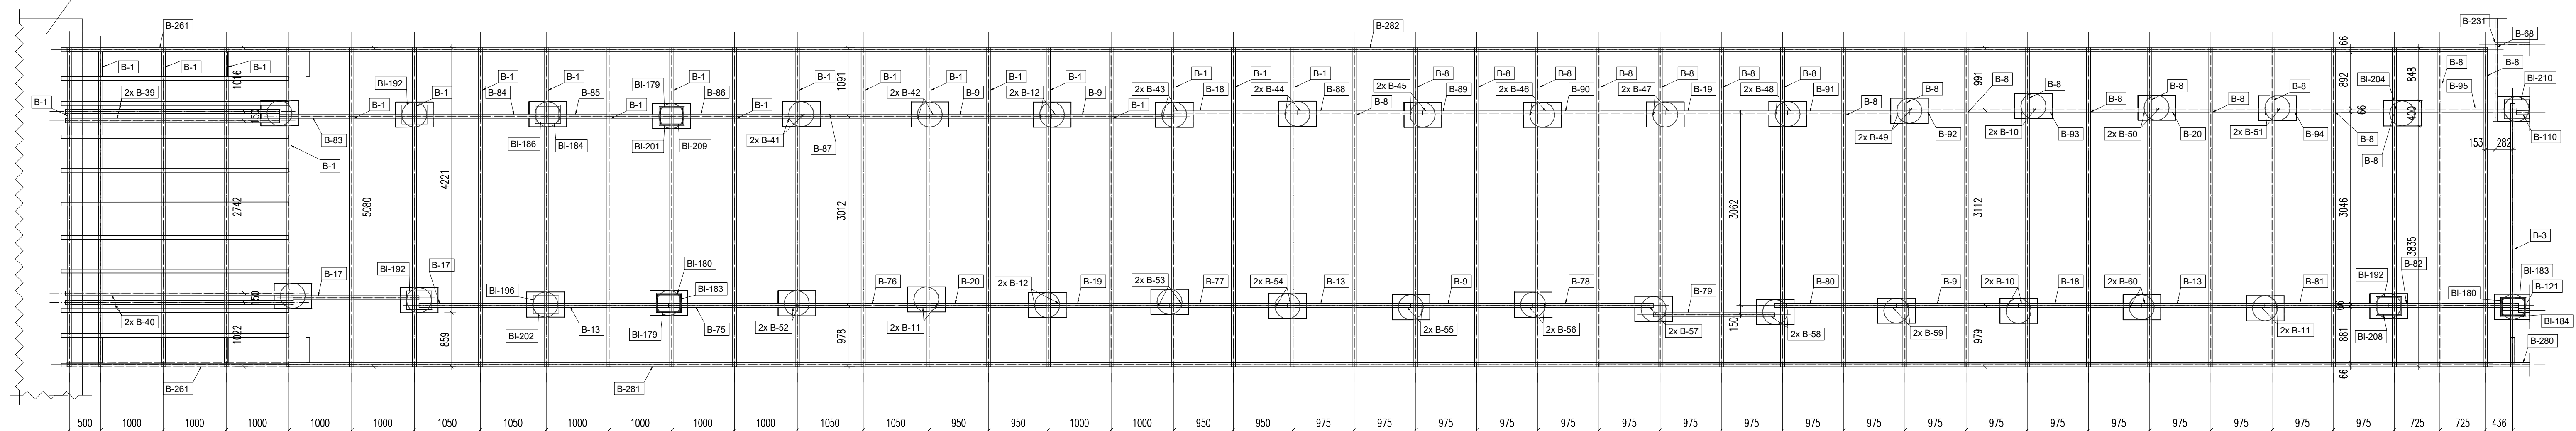 B-261
B-282
B-231
B-68
B-1
B-1
B-1
1016
BI-192
B-1
B-1
B-84
B-1
B-85
BI-179
B-1
B-86
B-1
1091
B-1
2x B-42
B-1
B-9
B-1
2x B-12
B-1
B-9
2x B-43
B-1
B-18
B-1
2x B-44
B-1
B-88
2x B-45
B-8
B-89
B-8
2x B-46
B-8
B-90
B-8
2x B-47
B-8
B-19
B-8
2x B-48
B-8
B-91
B-8
991
B-8
B-8
B-8
B-8
66
892
BI-204
848
B-8
B-95
B-8
BI-210
B-1
2x B-39
150
B-83
B-1
B-1
BI-186
BI-184
B-1
BI-201
BI-209
B-1
2x B-41
B-87
B-1
B-8
B-8
2x B-49
B-92
2x B-10
B-93
B-8
2x B-50
B-20
B-8
2x B-51
B-94
66
B-8
400
B-8
153
282
B-110
2742
5080
4221
3012
3062
3112
3046
3835
B-3
150
B-17
BI-192
B-17
BI-196
BI-180
BI-183
B-76
B-20
2x B-12
B-19
2x B-53
B-77
2x B-54
B-13
B-9
B-78
B-79
B-80
B-9
2x B-10
B-18
2x B-60
B-13
B-81
BI-192
B-82
BI-180
BI-183
B-121
BI-184
2x B-40
1022
859
BI-202
B-13
BI-179
B-75
2x B-52
978
2x B-11
2x B-55
2x B-56
2x B-57
150
2x B-58
2x B-59
979
2x B-11
66
881
BI-208
66
B-280
B-261
B-281
500 1000 1000 1000 1000 1000 1050 1050 1000 1000 1000 1050 1050 950 950 1000 1000 950 950 975 975 975 975 975 975 975 975 975 975 975 975 975 975 975 975 725 725 436